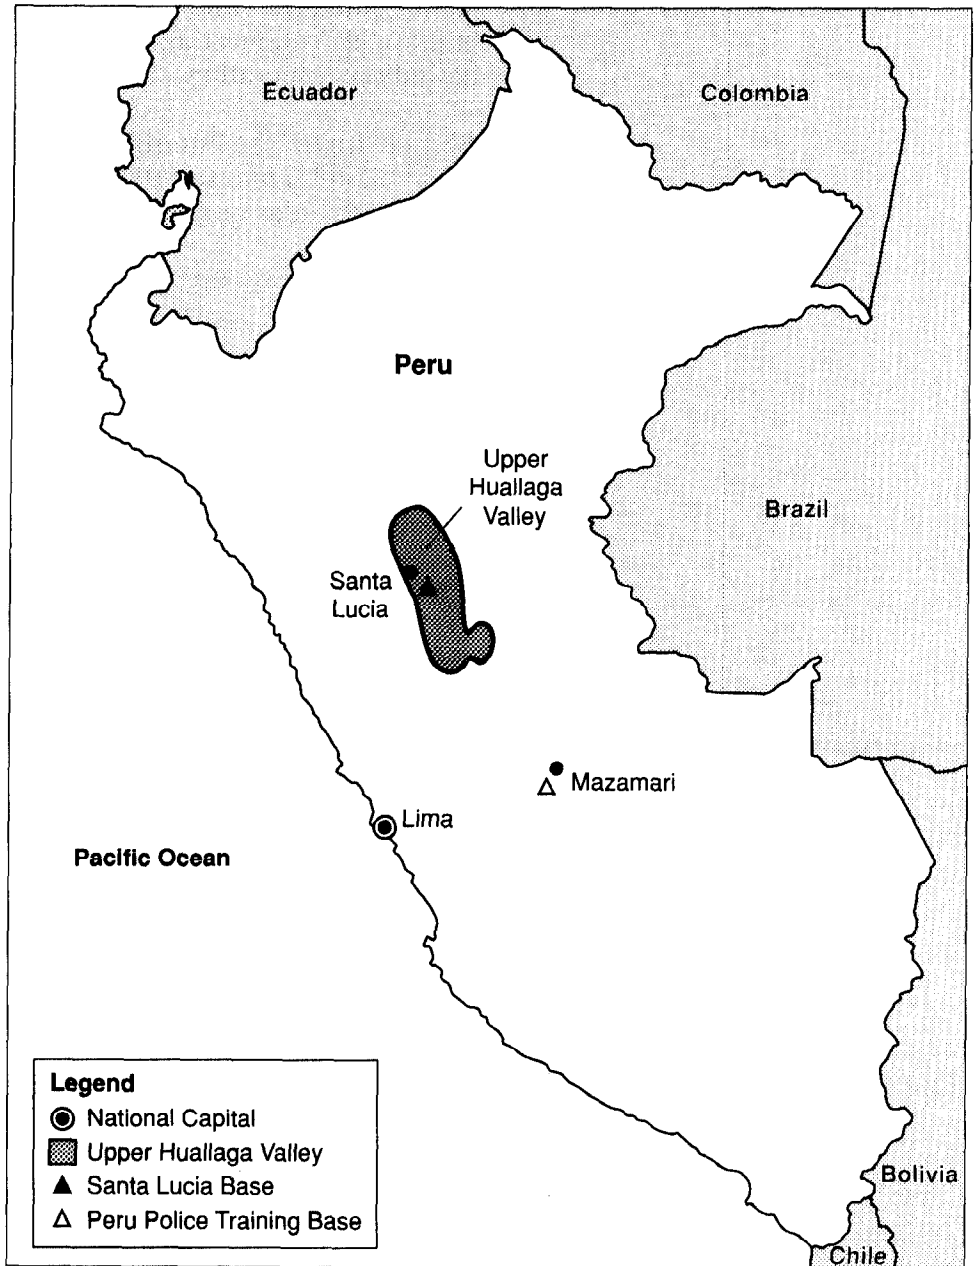 Ecuador
Colombia
Peru
Upper
Huallaga
Valley
Brazil
Santa
Lucia
Mazamari
Lima
Pacific Ocean
Legend
National Capital
Upper Huallaga Valley
Santa Lucia Base
Peru Police Training Base
Bolivia
Chile